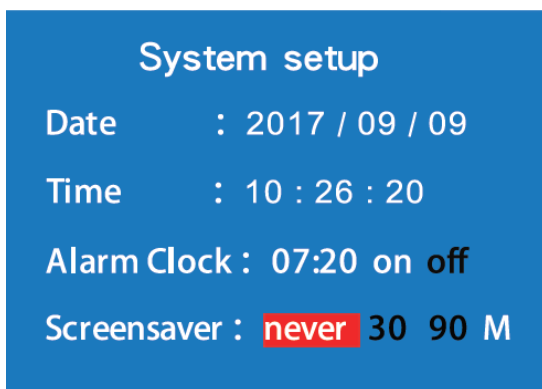 System setup
Date : 2017 / 09 / 09
Time : 10 : 26 : 20
Alarm Clock : 07:20 on off
Screensaver : never 30 90 M